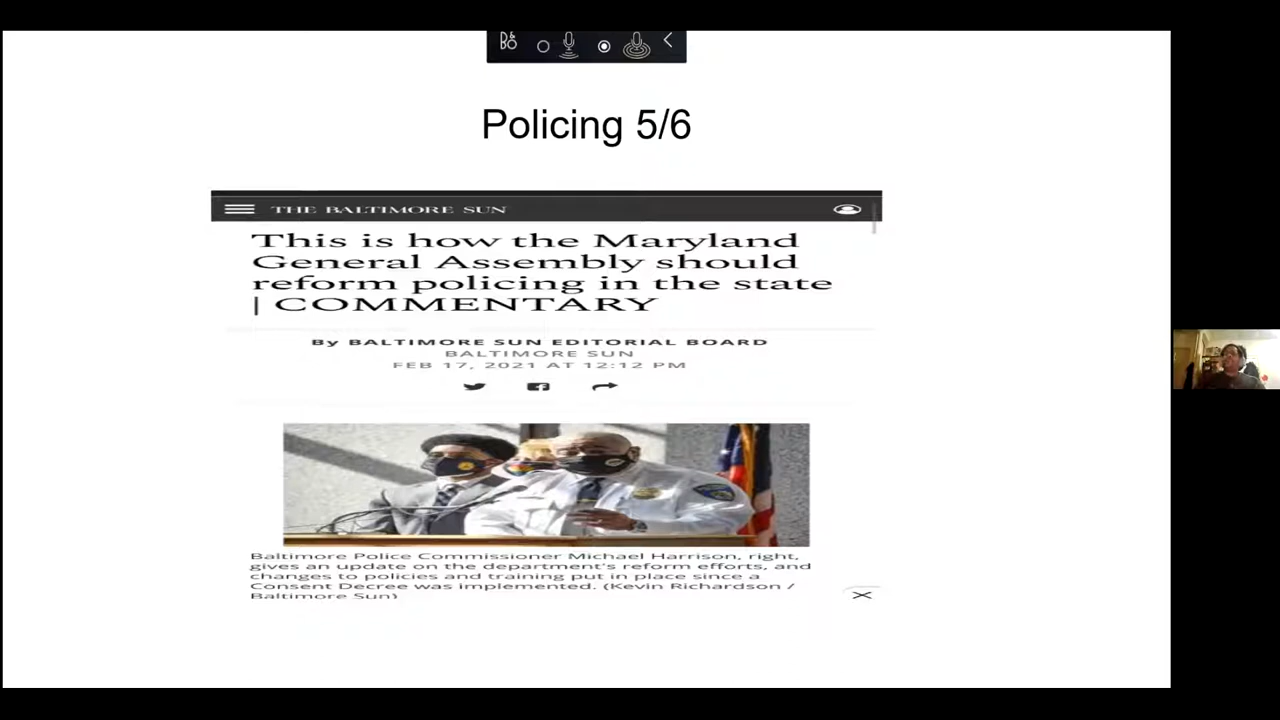 Policing 5/6
THE BALTIMORE SUN
This is how the Maryland
General Assembly should
reform policing in the state
| COMMENTARY
By BALTIMORE SUN EDITORIAL BOARD
BALTIMORE SUN
FEB 17, 2021 AT 12:12 PM
Baltimore Police Commissioner Michael Harrison, right,
gives an update on the department's reform efforts, and
changes to policies and training put in place since a
Consent Decree was implemented. (Kevin Richardson /
Baltimore Sun)